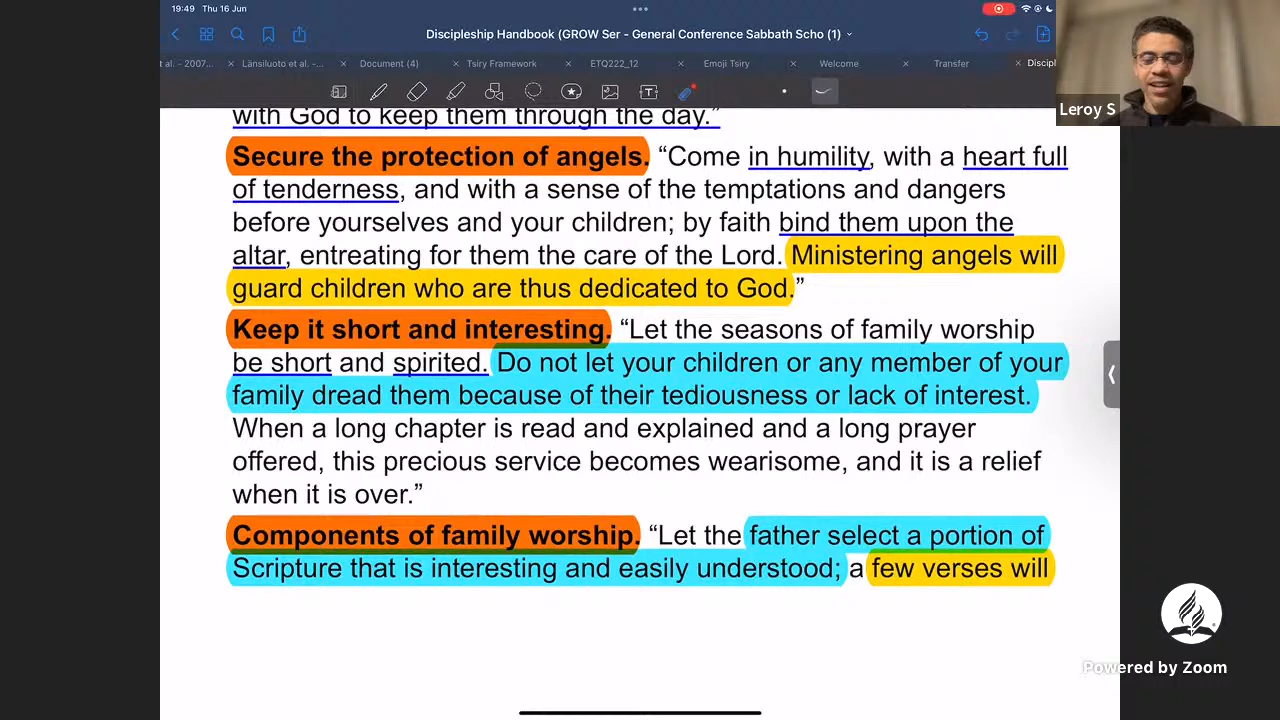 19:49 Thu 16 Jun
Discipleship Handbook (GROW Ser - General Conference Sabbath Scho (1)
et al. - 2007...
Länsiluoto et al.-...
Document (4)
Tsiry Framework
ETQ222_12
Emoji Tsiry
Welcome
Transfer
Discipl
Leroy S
with God to keep them through the day.”
Secure the protection of angels. “Come in humility, with a heart full
of tenderness, and with a sense of the temptations and dangers
before yourselves and your children; by faith bind them upon the
altar, entreating for them the care of the Lord. Ministering angels will
guard children who are thus dedicated to God.”
Keep it short and interesting. “Let the seasons of family worship
be short and spirited. Do not let your children or any member of your
family dread them because of their tediousness or lack of interest.
When a long chapter is read and explained and a long prayer
offered, this precious service becomes wearisome, and it is a relief
when it is over.”
Components of family worship. “Let the father select a portion of
Scripture that is interesting and easily understood; a few verses will
Powered by Zoom